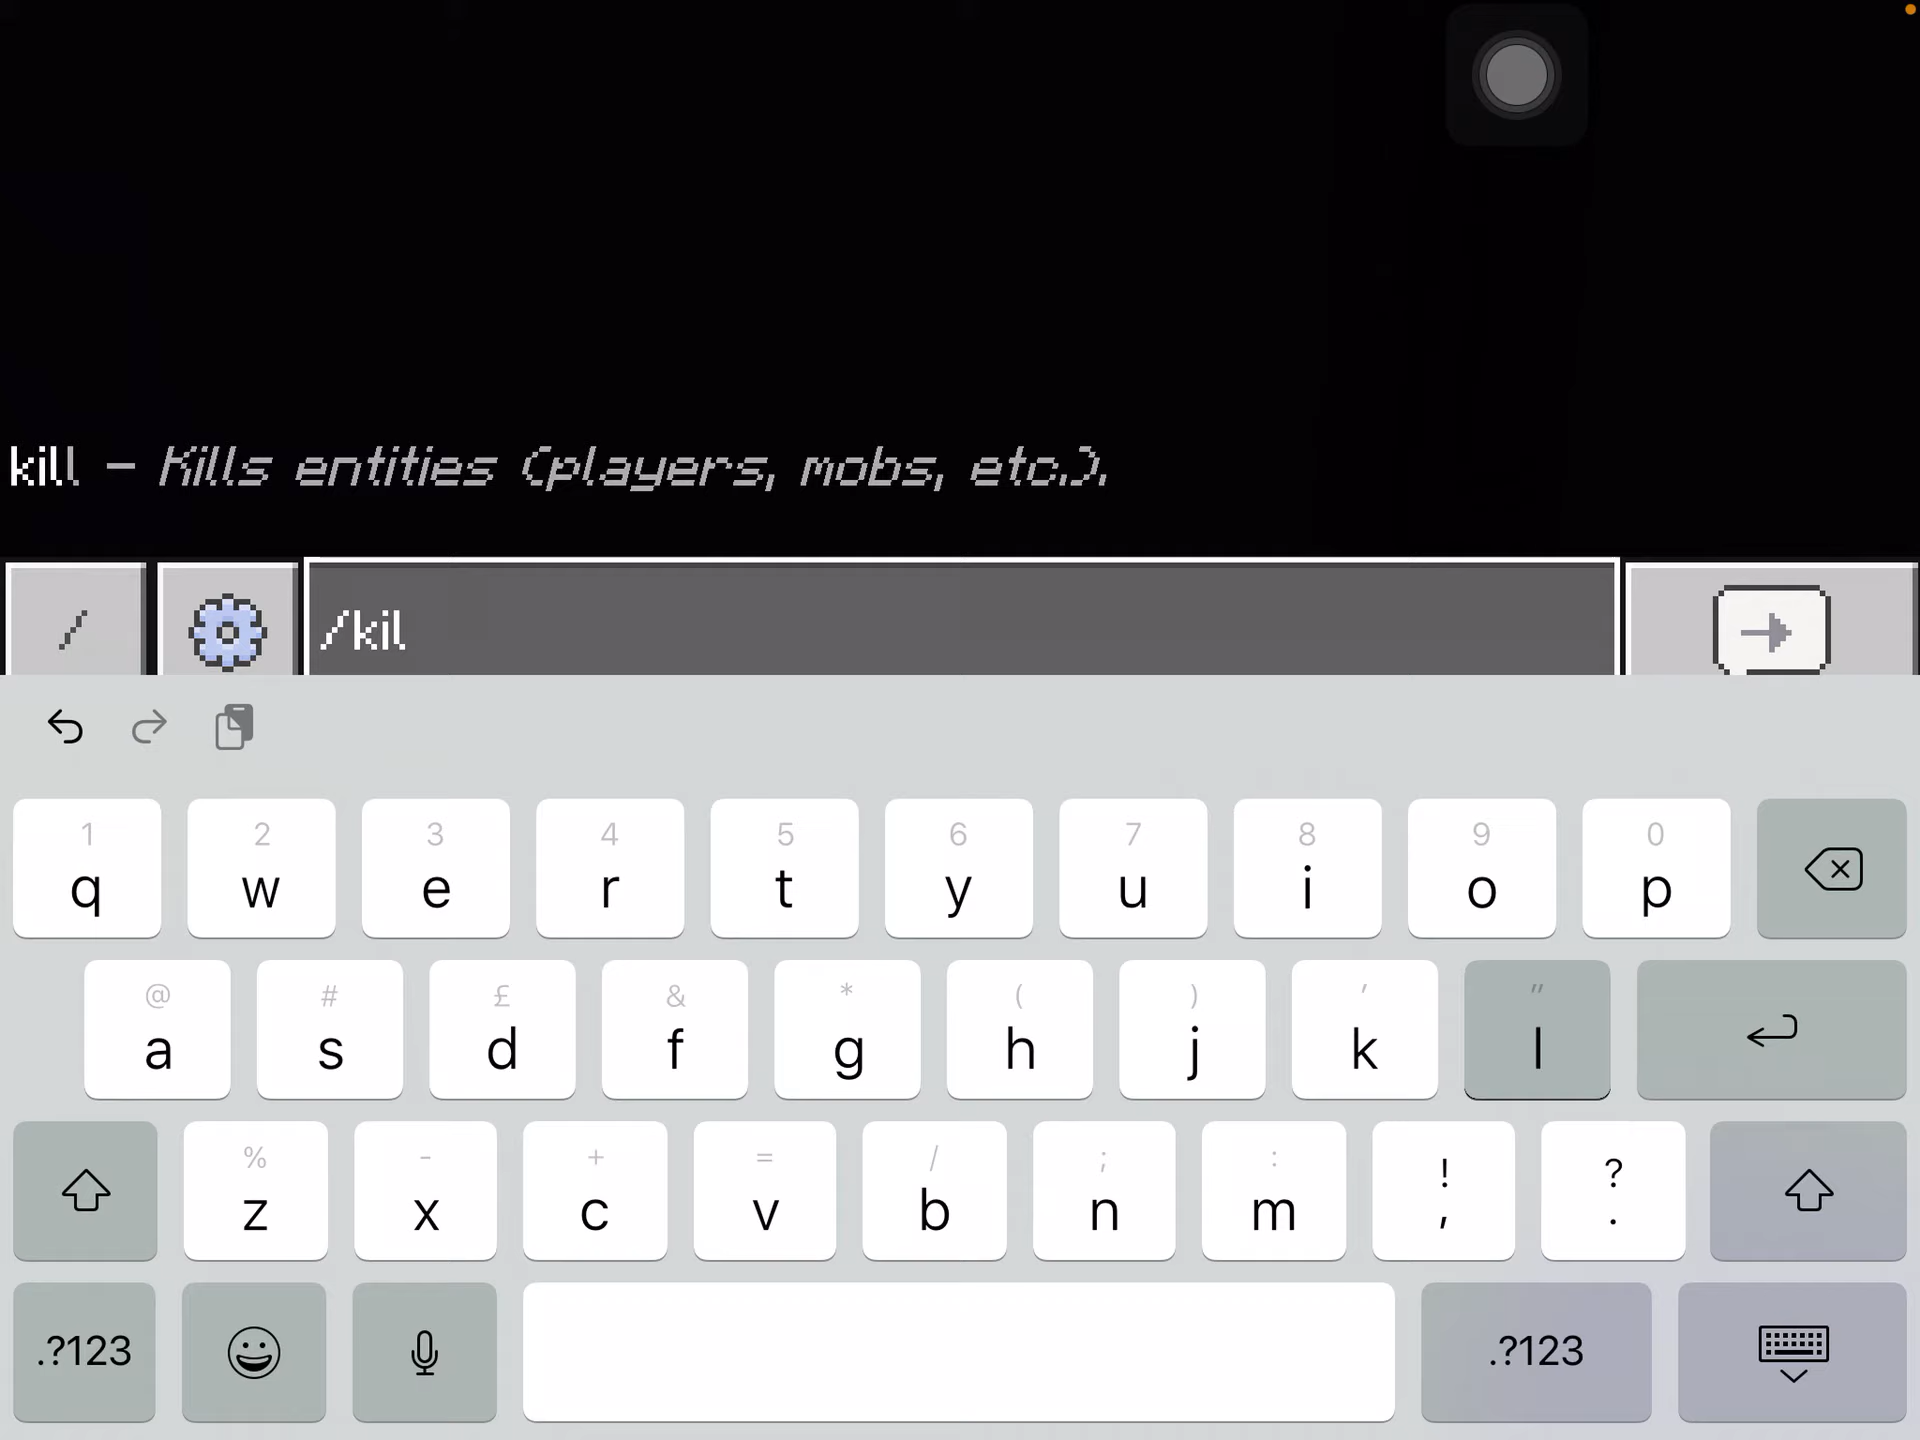 kill - Kills entities (players, mobs, etc.).
/ /kil
1 2 3 4 5 6 7 8 9 0
q w e r t y u i o p
@ # £ & * ( ) ' "
a s d f g h j k l
% - + = / ; : ! ?
z x c v b n m , .
.?123 .?123